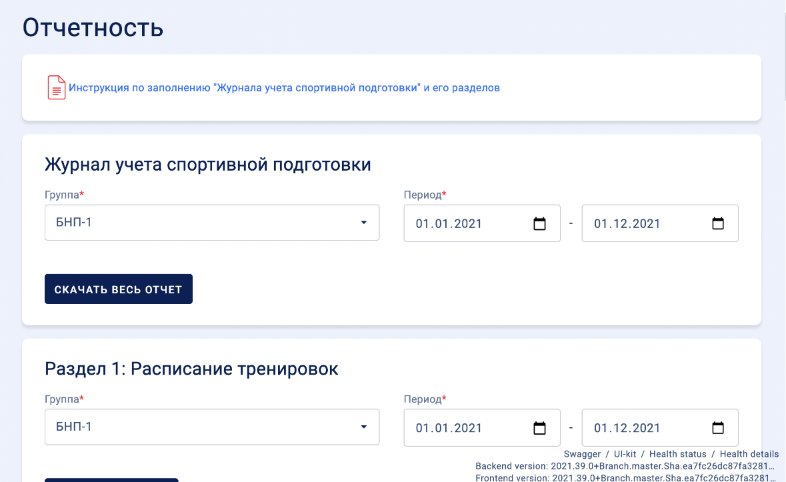 Отчетность
Инструкция по заполнению "Журнала учета спортивной подготовки" и его разделов
Журнал учета спортивной подготовки
Группа* Период*
БНП-1 01.01.2021 - 01.12.2021
СКАЧАТЬ ВЕСЬ ОТЧЕТ
Раздел 1: Расписание тренировок
Группа* Период*
БНП-1 01.01.2021 - 01.12.2021
Swagger / UI-kit / Health status / Health details
Backend version: 2021.39.0+Branch.master.Sha.ea7fc26dc87fa3281...
Frontend version: 2021.39.0+Branch.master.Sha.ea7fc26dc87fa3281...